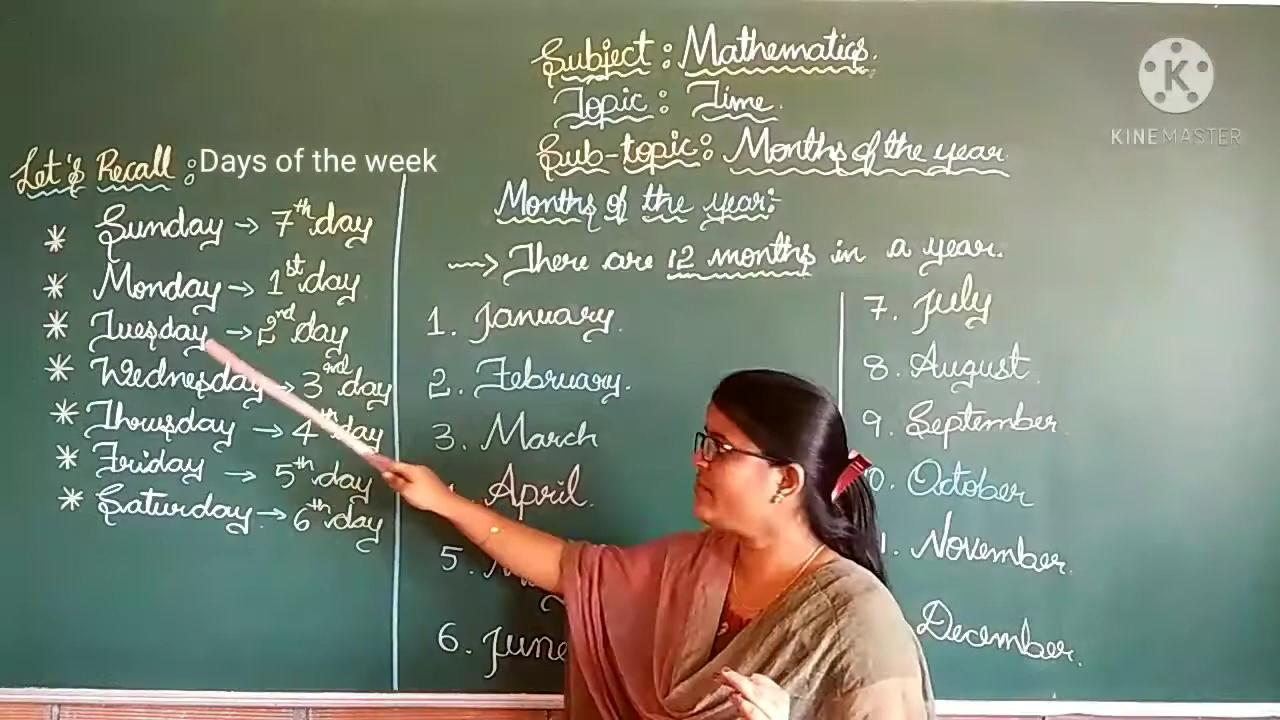 Subject : Mathematics.
Topic : Time.
Sub-topic : Months of the year.
KINEMASTER
Let's Recall : Days of the week
* Sunday → 7th day
* Monday → 1st day
* Tuesday → 2nd day
* Wednesday → 3rd day
* Thursday → 4th day
* Friday → 5th day
* Saturday → 6th day
Months of the year:-
There are 12 months in a year.
1. January.
2. February.
3. March
April.
5.
6. June
7. July
8. August.
9. September.
0. October
1. November.
December.